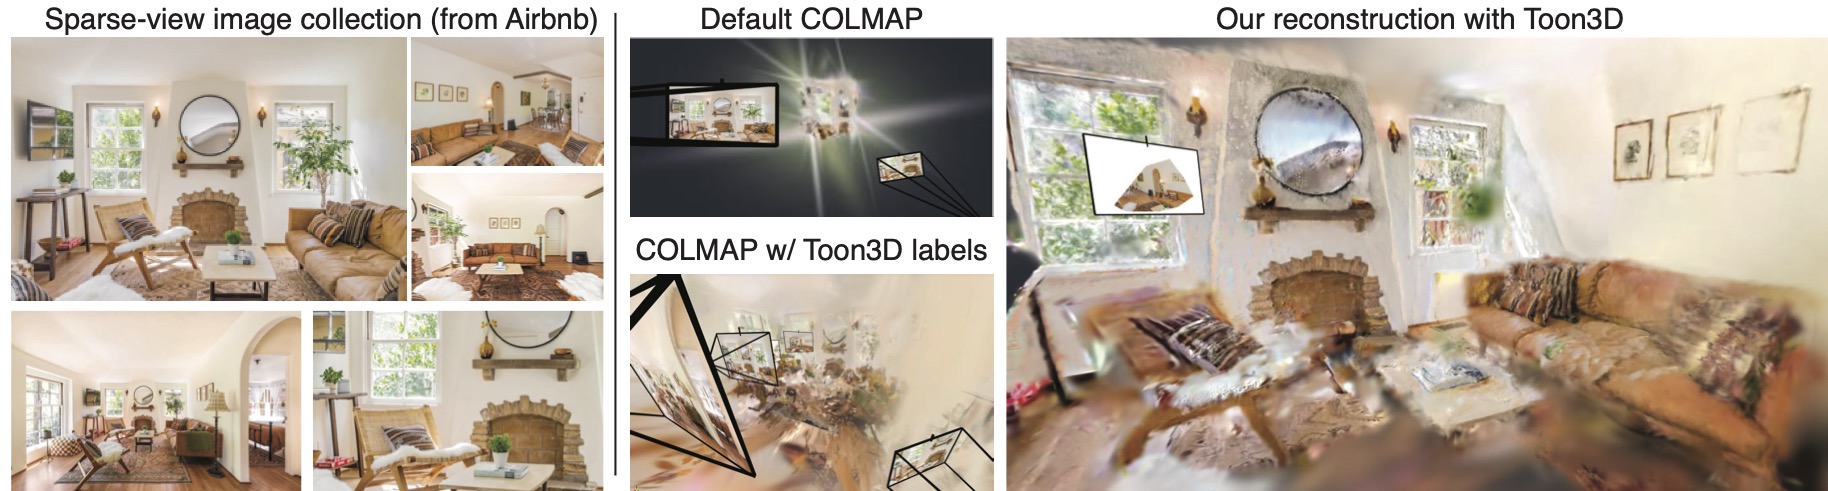 Sparse-view image collection (from Airbnb)
Default COLMAP
COLMAP w/ Toon3D labels
Our reconstruction with Toon3D